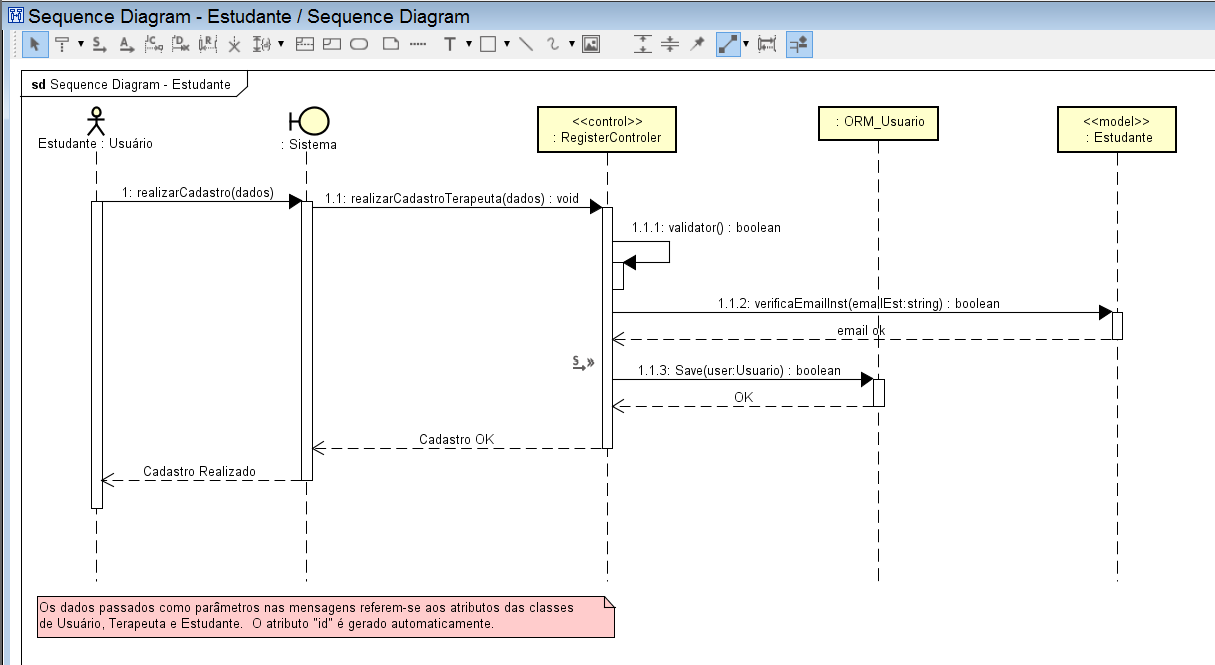 Sequence Diagram - Estudante / Sequence Diagram
sd Sequence Diagram - Estudante
Estudante : Usuário
: Sistema
<<control>>
: RegisterControler
: ORM_Usuario
<<model>>
: Estudante
1: realizarCadastro(dados)
1.1: realizarCadastroTerapeuta(dados) : void
1.1.1: validator() : boolean
1.1.2: verificaEmailInst(emailEst:string) : boolean
email ok
1.1.3: Save(user:Usuario) : boolean
OK
Cadastro OK
Cadastro Realizado
Os dados passados como parâmetros nas mensagens referem-se aos atributos das classes
de Usuário, Terapeuta e Estudante.  O atributo "id" é gerado automaticamente.